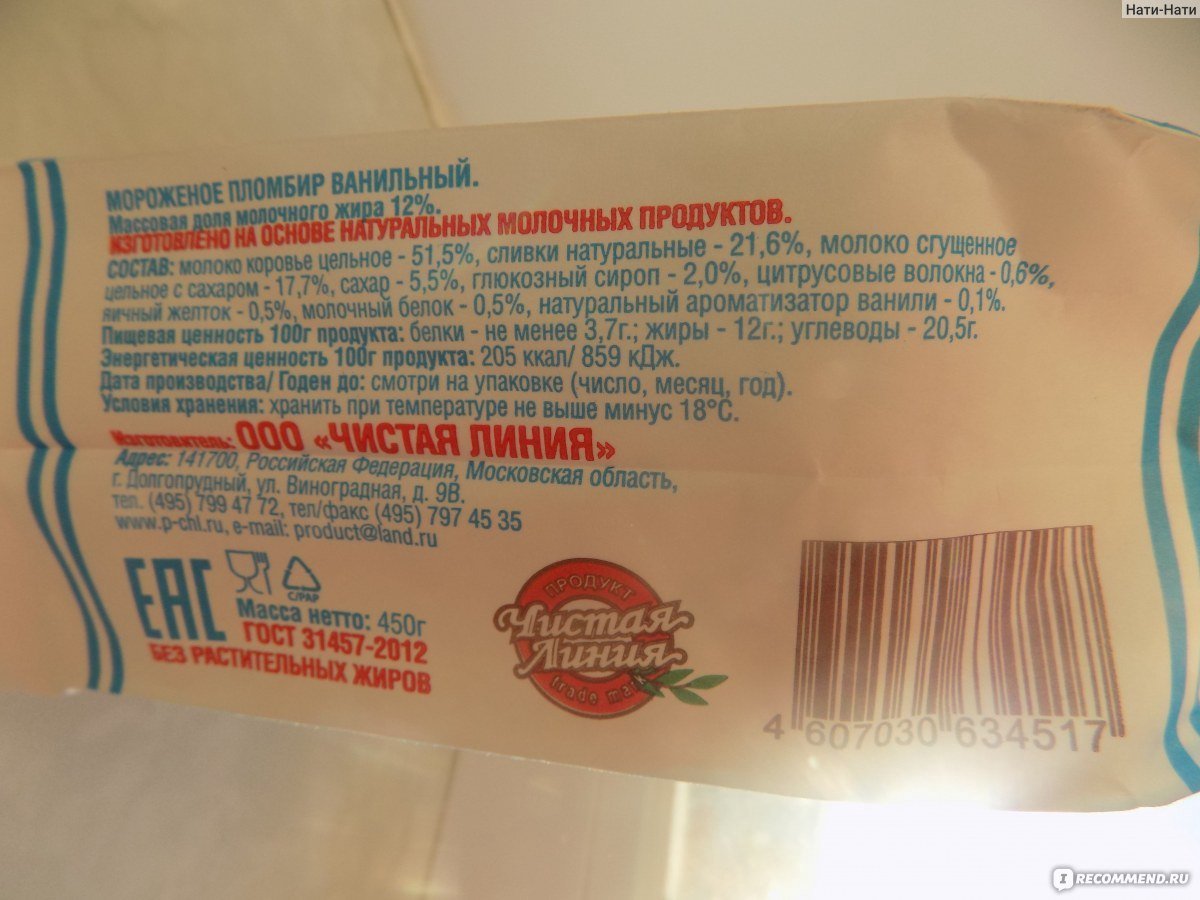 Нати-Нати
МОРОЖЕНОЕ ПЛОМБИР ВАНИЛЬНЫЙ.
Массовая доля молочного жира 12%.
ИЗГОТОВЛЕНО НА ОСНОВЕ НАТУРАЛЬНЫХ МОЛОЧНЫХ ПРОДУКТОВ.
СОСТАВ: молоко коровье цельное - 51,5%, сливки натуральные - 21,6%, молоко сгущенное
цельное с сахаром - 17,7%, сахар - 5,5%, глюкозный сироп - 2,0%, цитрусовые волокна - 0,6%,
яичный желток - 0,5%, молочный белок - 0,5%, натуральный ароматизатор ванили - 0,1%.
Пищевая ценность 100г продукта: белки - не менее 3,7г.; жиры - 12г.; углеводы - 20,5г.
Энергетическая ценность 100г продукта: 205 ккал/ 859 кДж.
Дата производства/ Годен до: смотри на упаковке (число, месяц, год).
Условия хранения: хранить при температуре не выше минус 18°С.
Изготовитель: ООО «ЧИСТАЯ ЛИНИЯ»
Адрес: 141700, Российская Федерация, Московская область,
г. Долгопрудный, ул. Виноградная, д. 9В.
тел. (495) 799 47 72, тел/факс (495) 797 45 35
www.p-chl.ru, e-mail: product@land.ru
ЕАС
C/PAP
Масса нетто: 450г
ГОСТ 31457-2012
БЕЗ РАСТИТЕЛЬНЫХ ЖИРОВ
ПРОДУКТ
Чистая
Линия
trade mark
4 607030 634517
IRECOMMEND.RU